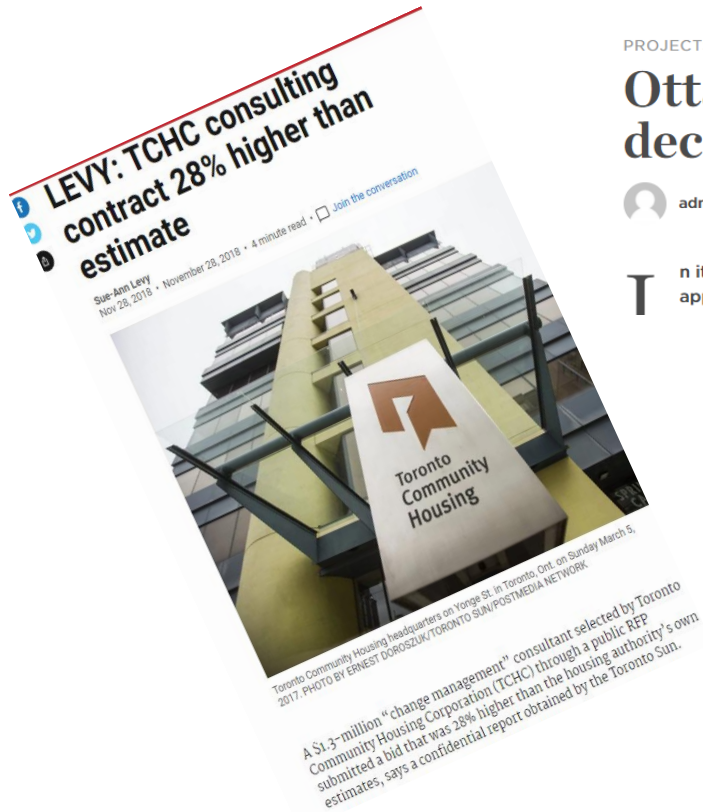 LEVY: TCHC consulting
contract 28% higher than
estimate
Sue-Ann Levy
Nov 28, 2018 • November 28, 2018 • 4 minute read • Join the conversation
Toronto
Community
Housing
Toronto Community Housing headquarters on Yonge St. in Toronto, Ont. on Sunday March 5,
2017. PHOTO BY ERNEST DOROSZUK/TORONTO SUN/POSTMEDIA NETWORK
A $1.3-million “change management” consultant selected by Toronto
Community Housing Corporation (TCHC) through a public RFP
submitted a bid that was 28% higher than the housing authority’s own
estimates, says a confidential report obtained by the Toronto Sun.
PROJECT
Ott
dec
adr
I
n it
app